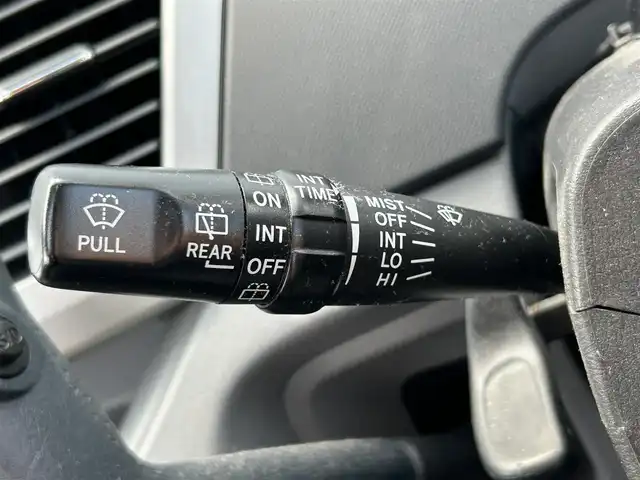 PULL
REAR
ON
INT
OFF
INT
TIME
MIST
OFF
INT
LO
HI